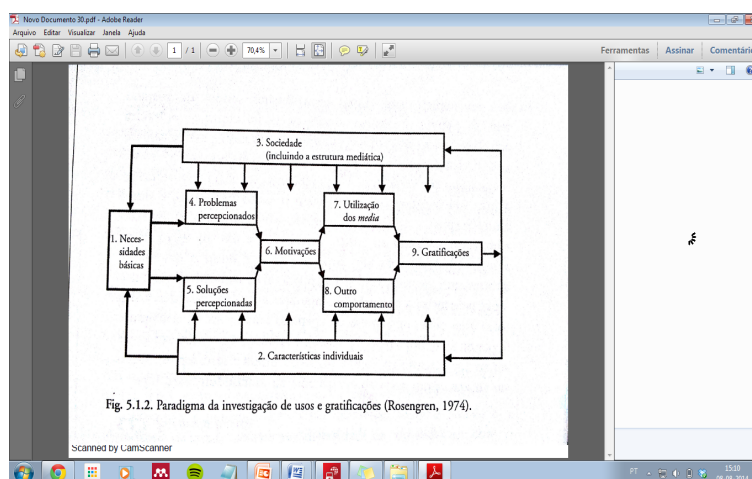 Novo Documento 30.pdf - Adobe Reader
Arquivo Editar Visualizar Janela Ajuda
1 / 1 70,4% Ferramentas Assinar Comentário
3. Sociedade
(incluindo a estrutura mediática)
4. Problemas
percepcionados
7. Utilização
dos media
1. Neces-
sidades
básicas
6. Motivações
9. Gratificações
5. Soluções
percepcionadas
8. Outro
comportamento
2. Características individuais
Fig. 5.1.2. Paradigma da investigação de usos e gratificações (Rosengren, 1974).
Scanned by CamScanner
PT 15:10